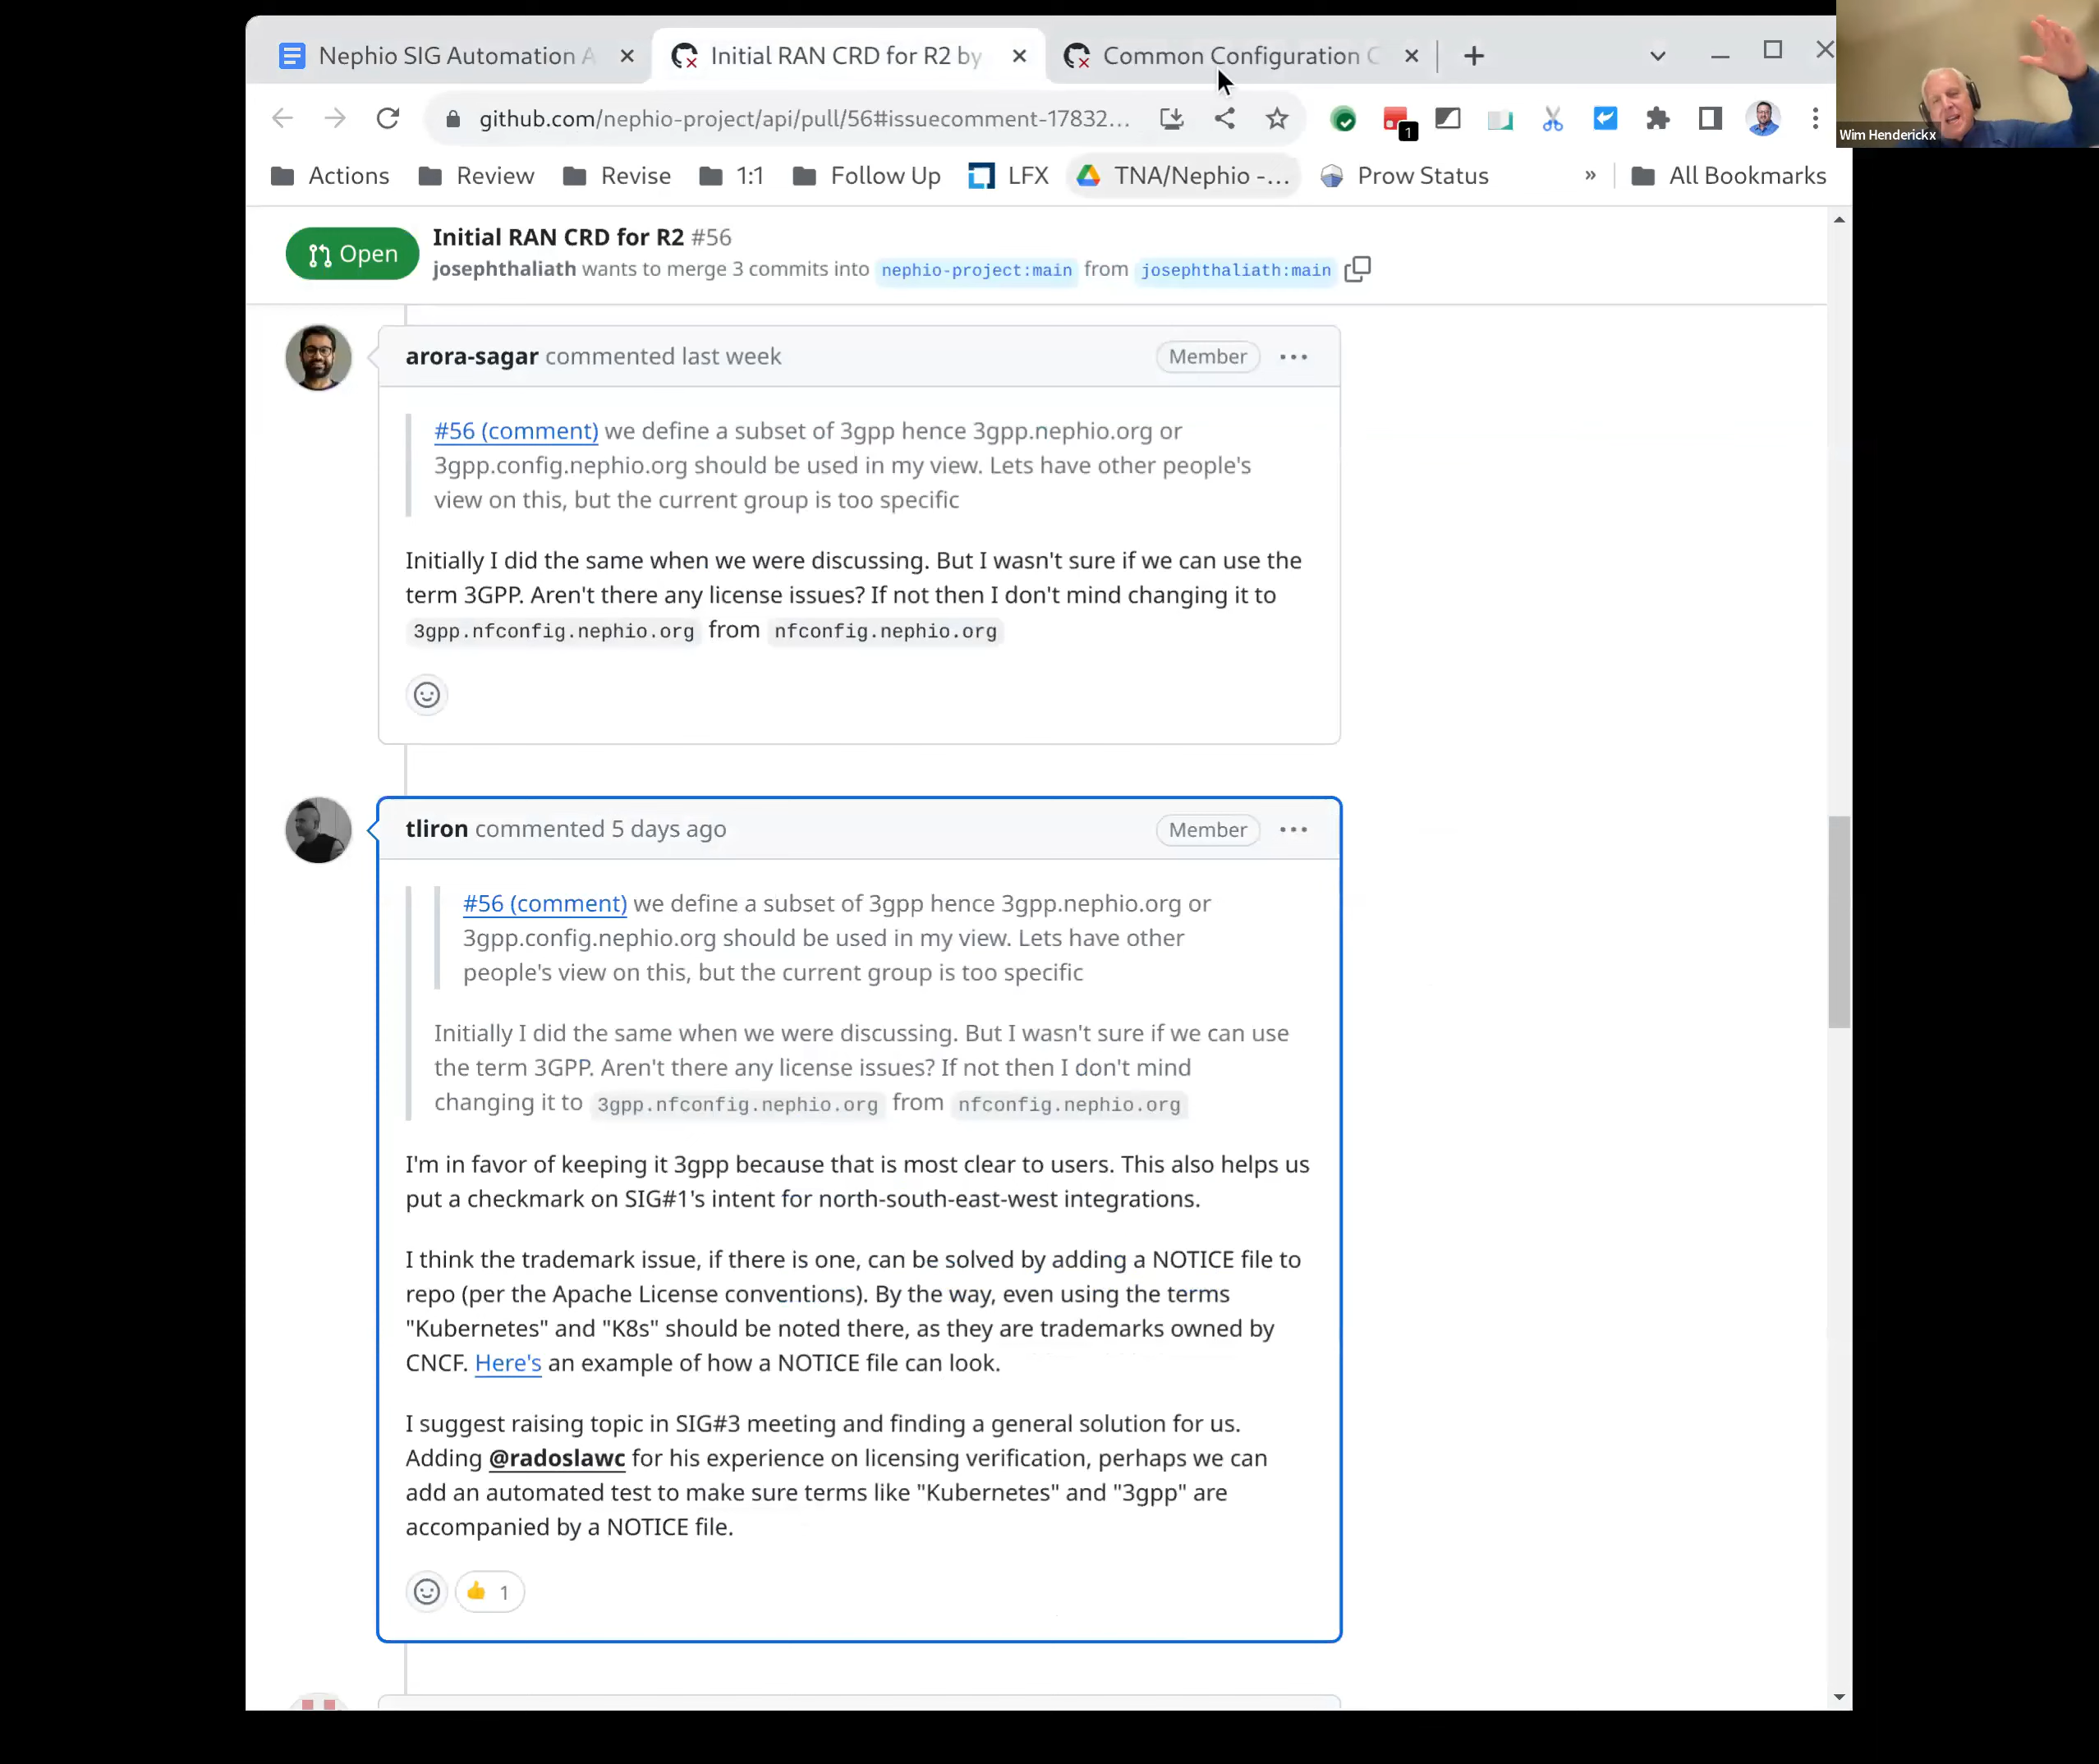 Nephio SIG Automation A
Initial RAN CRD for R2 by
Common Configuration C
github.com/nephio-project/api/pull/56#issuecomment-17832...
1
Wim Henderickx
Actions
Review
Revise
1:1
Follow Up
LFX
TNA/Nephio -...
Prow Status
»
All Bookmarks
Open
Initial RAN CRD for R2 #56
josephthaliath wants to merge 3 commits into nephio-project:main from josephthaliath:main
arora-sagar commented last week
Member
#56 (comment) we define a subset of 3gpp hence 3gpp.nephio.org or
3gpp.config.nephio.org should be used in my view. Lets have other people's
view on this, but the current group is too specific
Initially I did the same when we were discussing. But I wasn't sure if we can use the
term 3GPP. Aren't there any license issues? If not then I don't mind changing it to
3gpp.nfconfig.nephio.org from nfconfig.nephio.org
tliron commented 5 days ago
Member
#56 (comment) we define a subset of 3gpp hence 3gpp.nephio.org or
3gpp.config.nephio.org should be used in my view. Lets have other
people's view on this, but the current group is too specific
Initially I did the same when we were discussing. But I wasn't sure if we can use
the term 3GPP. Aren't there any license issues? If not then I don't mind
changing it to 3gpp.nfconfig.nephio.org from nfconfig.nephio.org
I'm in favor of keeping it 3gpp because that is most clear to users. This also helps us
put a checkmark on SIG#1's intent for north-south-east-west integrations.
I think the trademark issue, if there is one, can be solved by adding a NOTICE file to
repo (per the Apache License conventions). By the way, even using the terms
"Kubernetes" and "K8s" should be noted there, as they are trademarks owned by
CNCF. Here's an example of how a NOTICE file can look.
I suggest raising topic in SIG#3 meeting and finding a general solution for us.
Adding @radoslawc for his experience on licensing verification, perhaps we can
add an automated test to make sure terms like "Kubernetes" and "3gpp" are
accompanied by a NOTICE file.
1